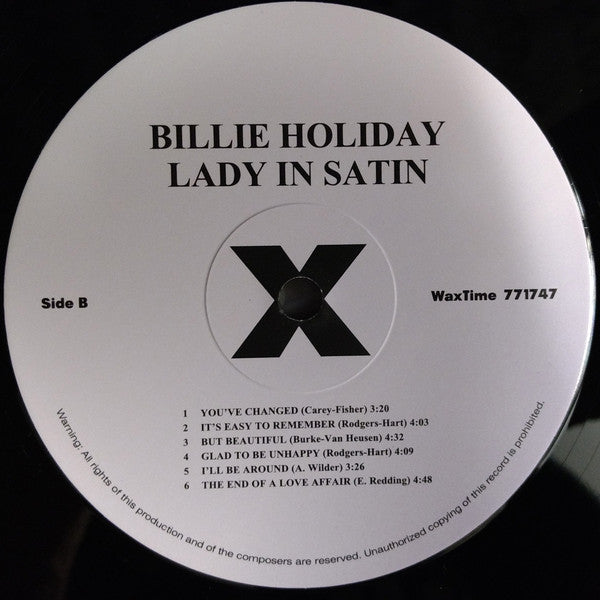 BILLIE HOLIDAY
LADY IN SATIN
X
Side B
WaxTime 771747
1 YOU'VE CHANGED (Carey-Fisher) 3:20
2 IT'S EASY TO REMEMBER (Rodgers-Hart) 4:03
3 BUT BEAUTIFUL (Burke-Van Heusen) 4:32
4 GLAD TO BE UNHAPPY (Rodgers-Hart) 4:09
5 I'LL BE AROUND (A. Wilder) 3:26
6 THE END OF A LOVE AFFAIR (E. Redding) 4:48
Warning: All rights of this production and of the composers are reserved. Unauthorized copying of this record is prohibited.